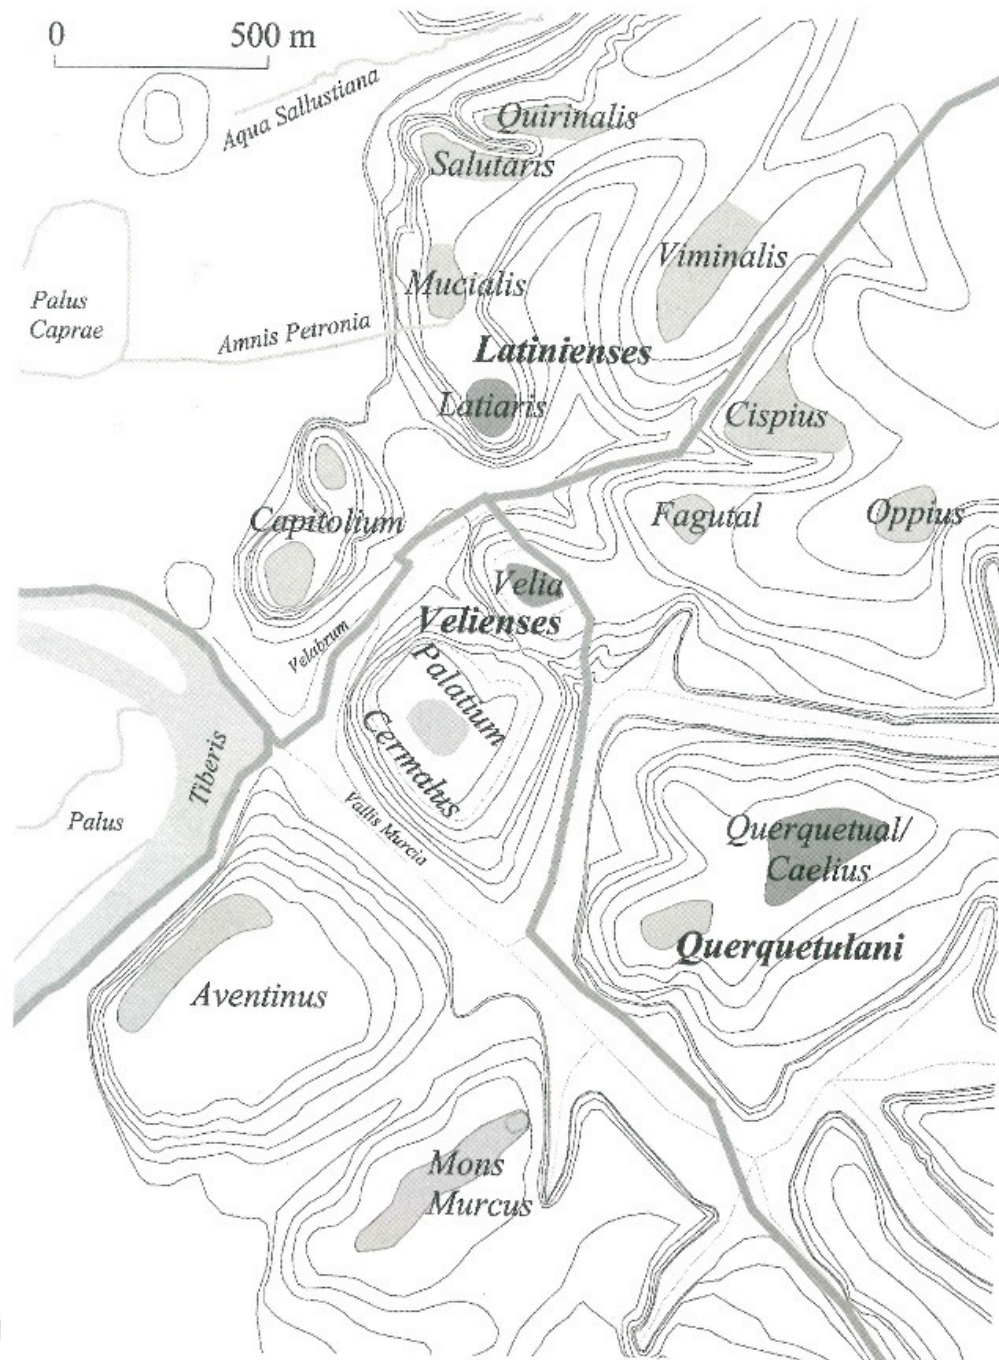 0 500 m
Aqua Sallustiana
Quirinalis
Salutaris
Viminalis
Mucialis
Palus
Caprae
Amnis Petronia
Latinienses
Latiaris
Cispius
Capitolium
Fagutal
Oppius
Velia
Velienses
Velabrum
Palatium
Cermalus
Tiberis
Palus
Vallis Murcia
Querquetual/
Caelius
Querquetulani
Aventinus
Mons
Murcus